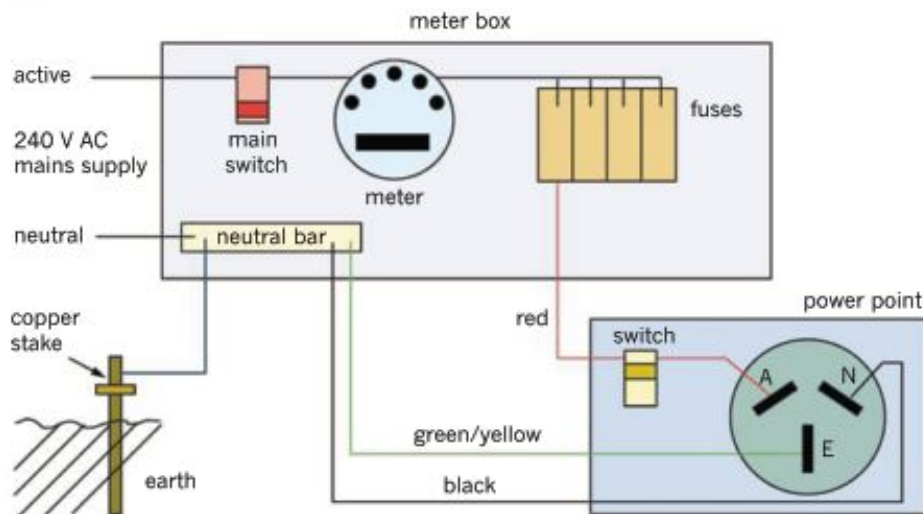 meter box
active
240 V AC
mains supply
main
switch
meter
fuses
neutral
neutral bar
copper
stake
earth
red
power point
switch
A
N
E
green/yellow
black